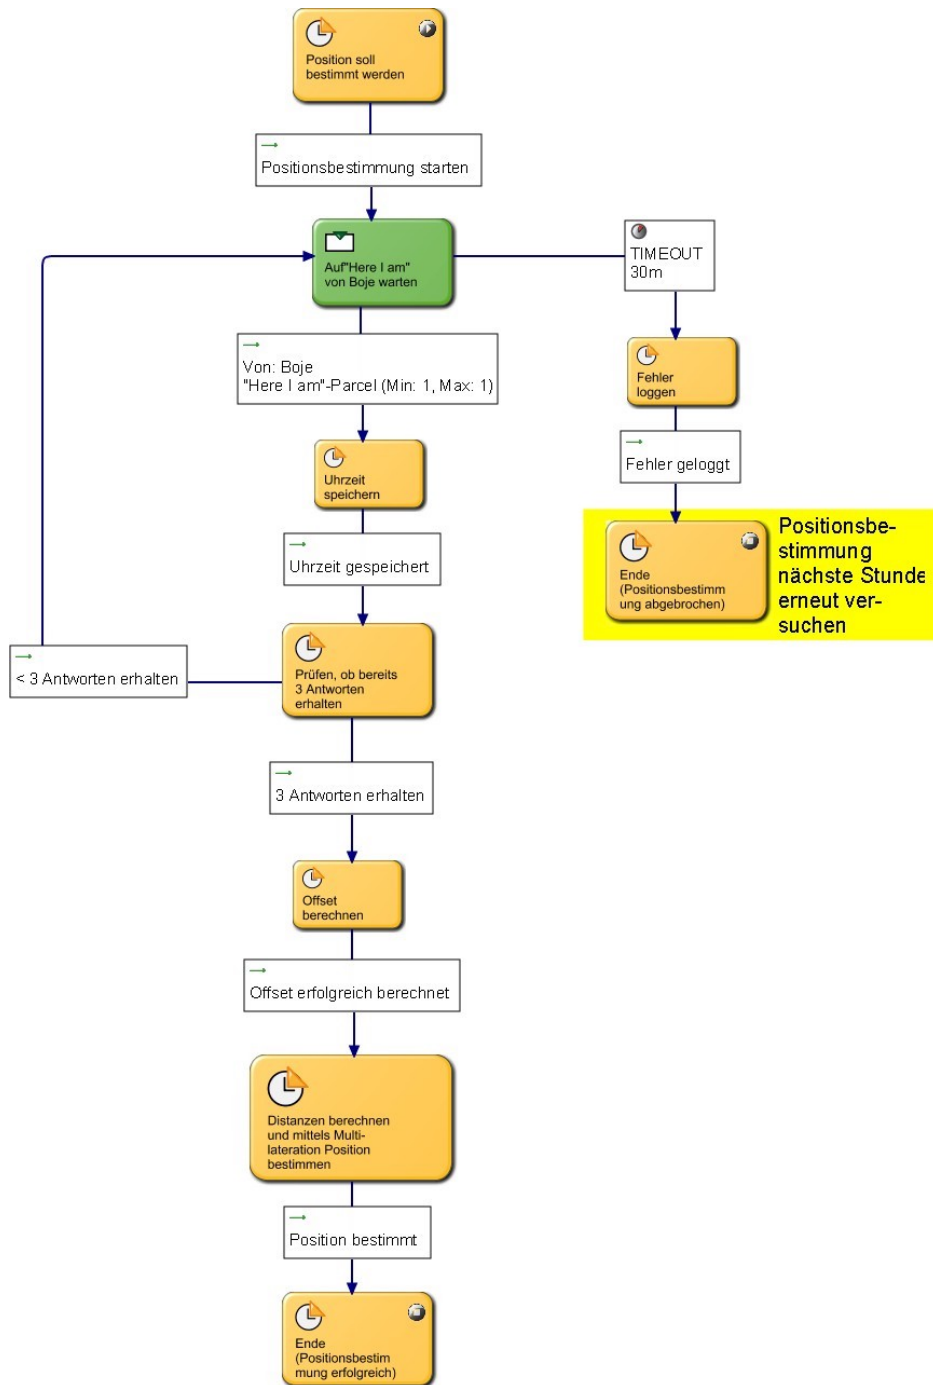 Position soll
bestimmt werden
Positionsbestimmung starten
Auf"Here I am"
von Boje warten
TIMEOUT
30m
Von: Boje
"Here I am"-Parcel (Min: 1, Max: 1)
Fehler
loggen
Fehler geloggt
Uhrzeit
speichern
Uhrzeit gespeichert
Ende
(Positionsbestimm
ung abgebrochen)
Positionsbe-
stimmung
nächste Stunde
erneut ver-
suchen
Prüfen, ob bereits
3 Antworten
erhalten
< 3 Antworten erhalten
3 Antworten erhalten
Offset
berechnen
Offset erfolgreich berechnet
Distanzen berechnen
und mittels Multi-
lateration Position
bestimmen
Position bestimmt
Ende
(Positionsbestim
mung erfolgreich)